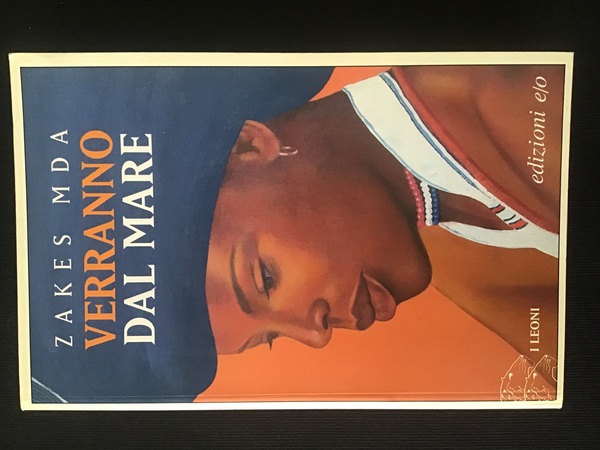 ZAKES MDA
VERRANNO
DAL MARE
I LEONI
edizioni e/o